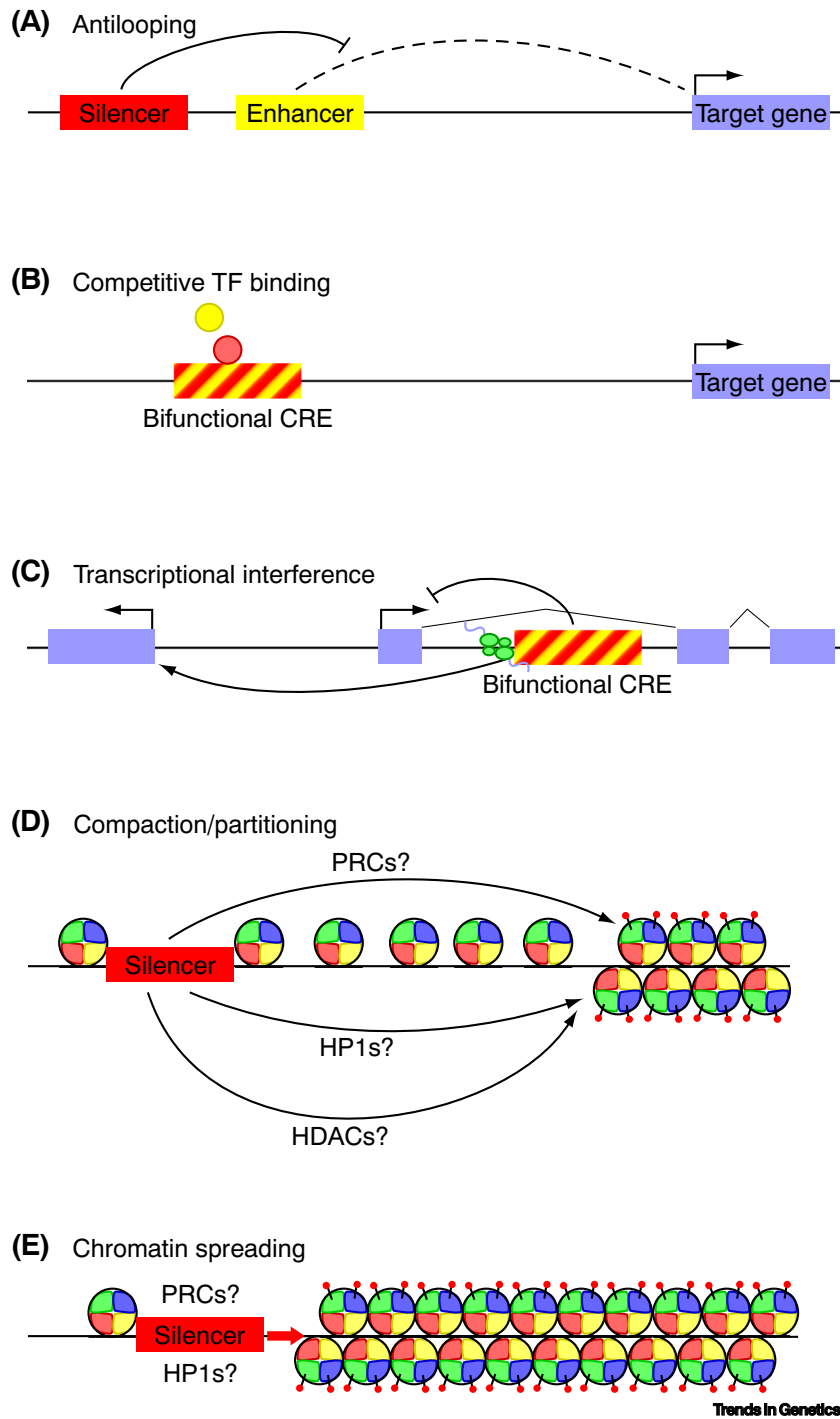 (A) Antilooping
Silencer Enhancer Target gene
(B) Competitive TF binding
Target gene
Bifunctional CRE
(C) Transcriptional interference
Bifunctional CRE
(D) Compaction/partitioning
PRCs?
Silencer
HP1s?
HDACs?
(E) Chromatin spreading
PRCs?
Silencer
HP1s?
Trends in Genetics